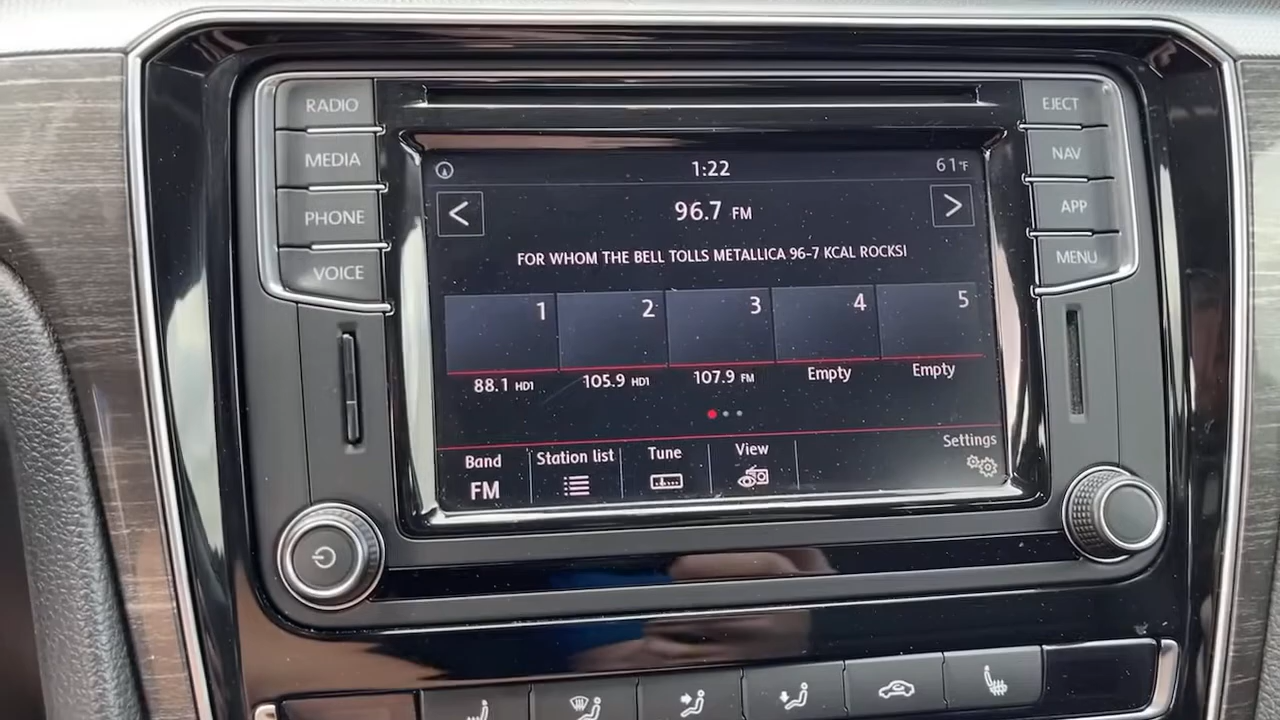 RADIO
MEDIA
PHONE
VOICE
EJECT
NAV
APP
MENU
1:22
61°F
<
96.7 FM
>
FOR WHOM THE BELL TOLLS METALLICA 96-7 KCAL ROCKS!
1 2 3 4 5
88.1 HD1 105.9 HD1 107.9 FM Empty Empty
Band Station list Tune View Settings
FM